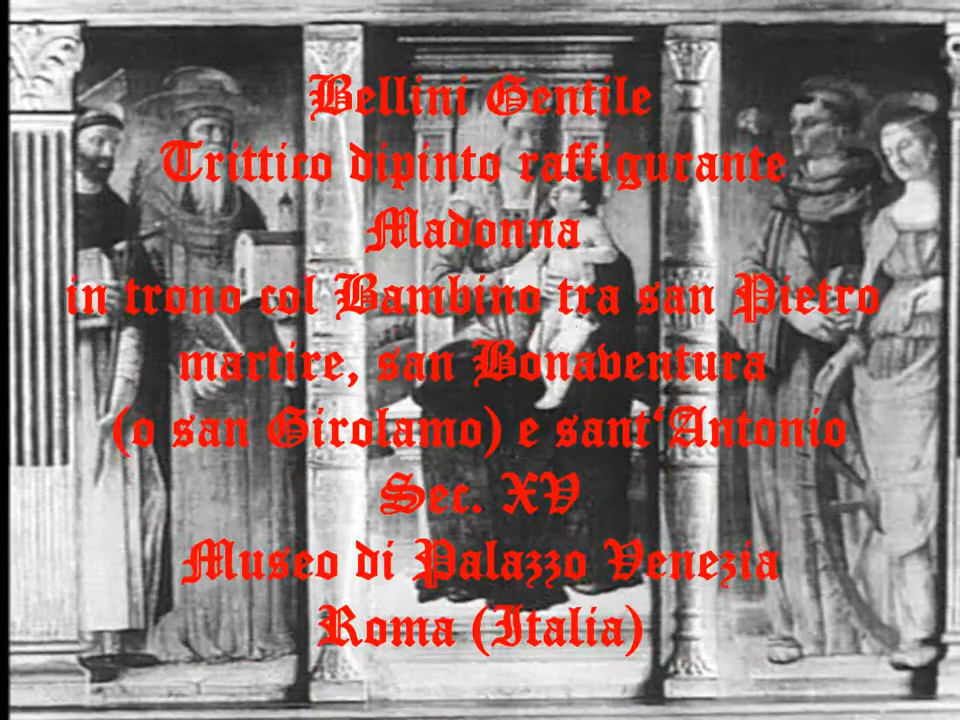 Bellini Gentile
Trittico dipinto raffigurante
Madonna
in trono col Bambino tra san Pietro
martire, san Bonaventura
(o san Girolamo) e sant‘Antonio
Sec. XV
Museo di Palazzo Venezia
Roma (Italia)